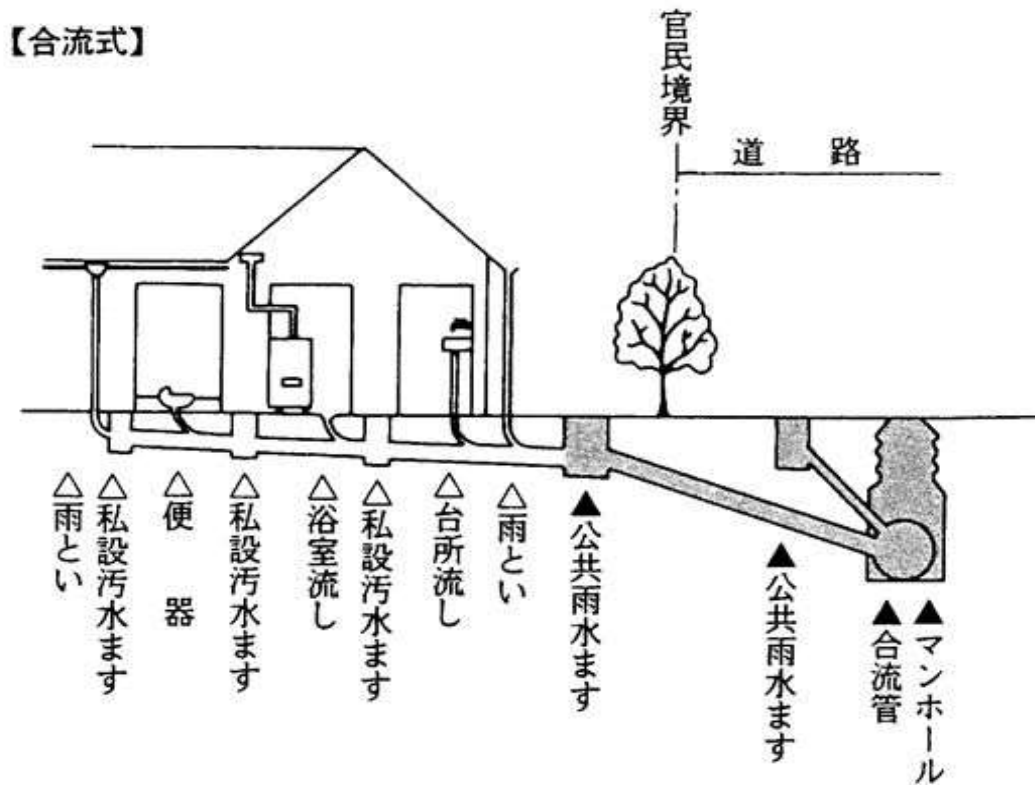 【合流式】
官民境界
道路
△雨とい
△私設汚水ます
△便器
△私設汚水ます
△浴室流し
△私設汚水ます
△台所流し
△雨とい
▲公共雨水ます
▲公共雨水ます
▲合流管
▲マンホール